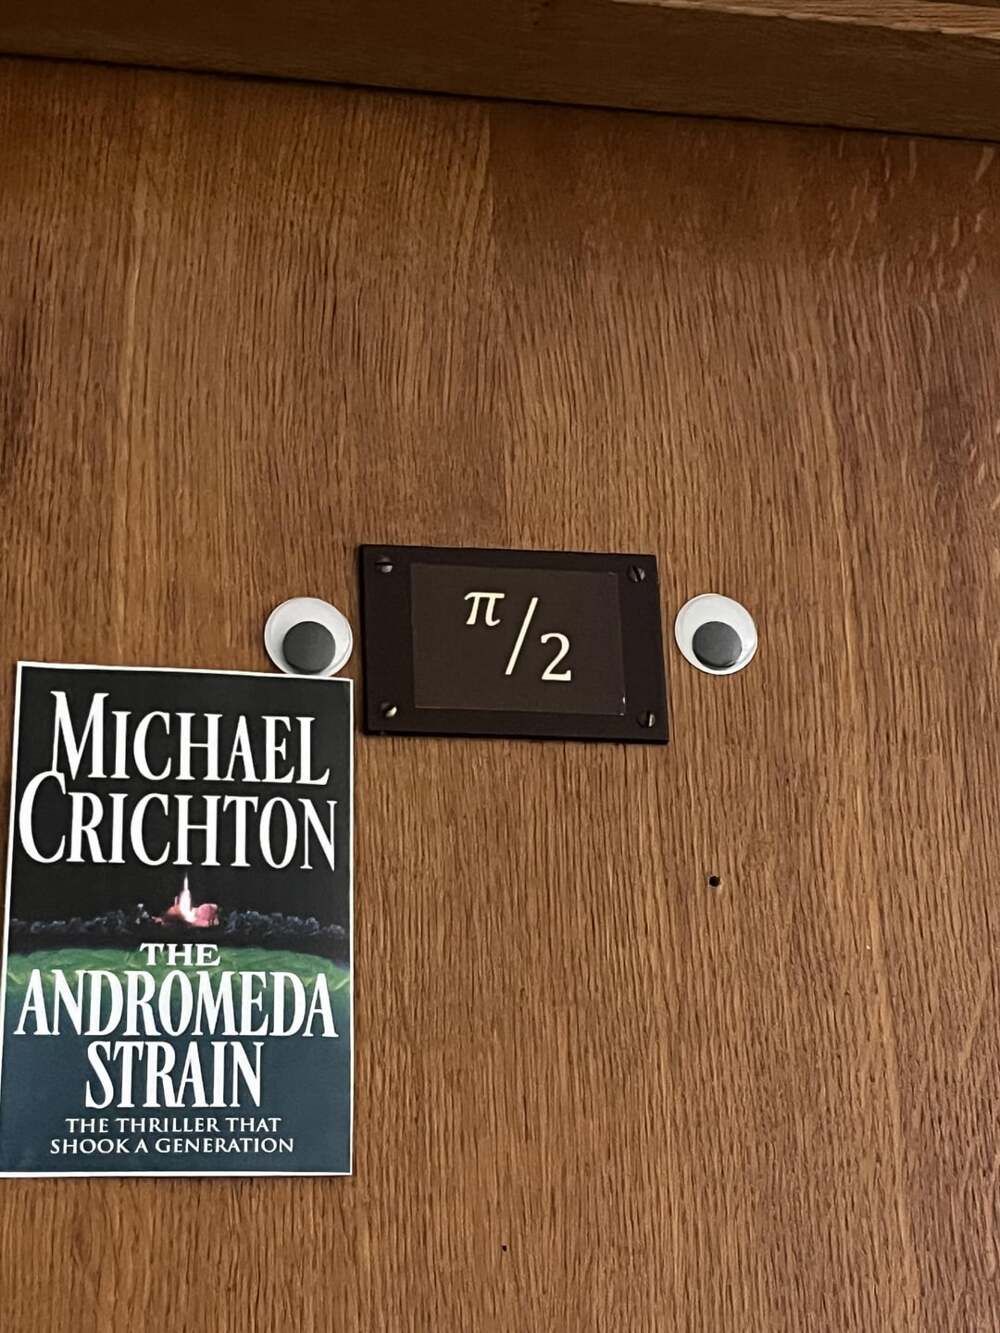 π/2
MICHAEL
CRICHTON
THE
ANDROMEDA
STRAIN
THE THRILLER THAT
SHOOK A GENERATION